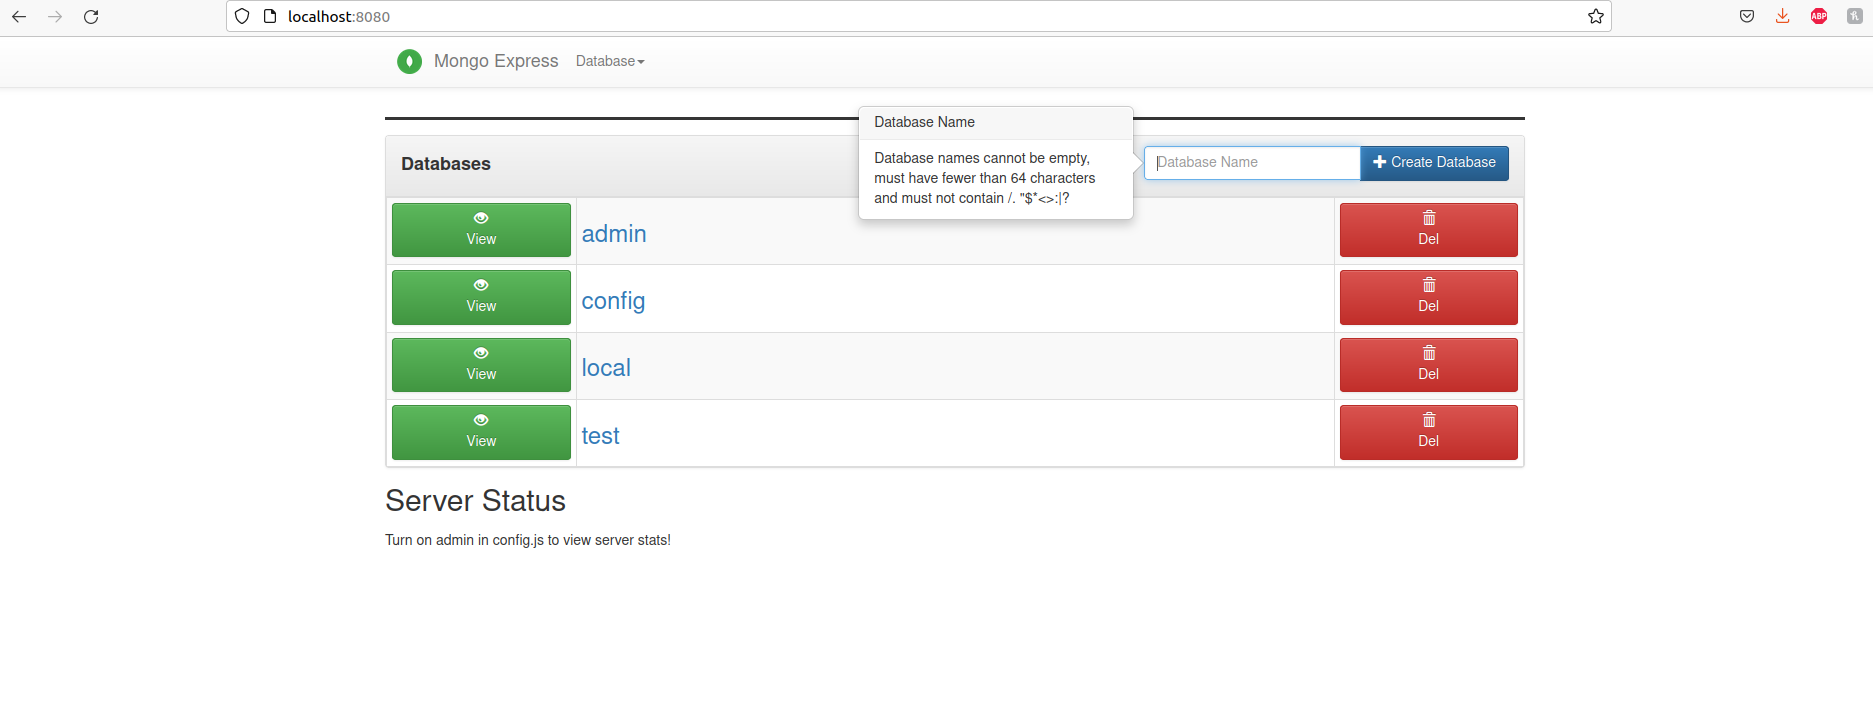 localhost:8080
ABP
Mongo Express Database
Databases
Database Name
Database names cannot be empty,
must have fewer than 64 characters
and must not contain /. "$*<>:|?
Database Name
Create Database
View
admin
Del
View
config
Del
View
local
Del
View
test
Del
Server Status
Turn on admin in config.js to view server stats!